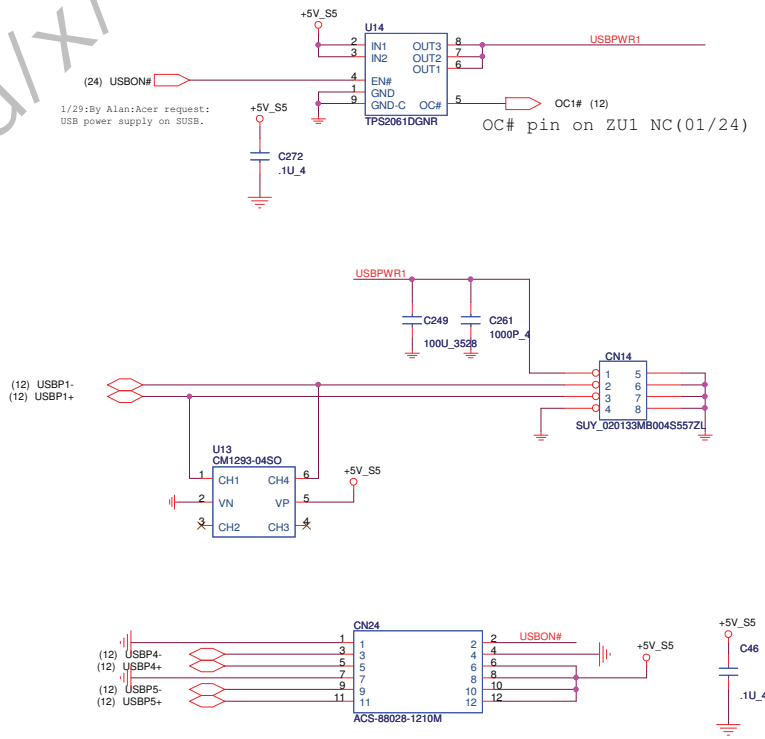 +5V_S5
U14
2 IN1 OUT3 8 USBPWR1
3 IN2 OUT2 7
OUT1 6
(24) USBON# 4 EN#
1 GND
9 GND-C OC# 5 OC1# (12)
TPS2061DGNR
OC# pin on ZU1 NC(01/24)
1/29:By Alan:Acer request:
USB power supply on SUSB.
+5V_S5
C272
.1U_4
USBPWR1
C249 C261
1000P_4
100U_3528
CN14
1 5
2 6
3 7
4 8
SUY_020133MB004S557ZL
(12) USBP1-
(12) USBP1+
U13
CM1293-04SO
+5V_S5
1 CH1 CH4 6
2 VN VP 5
3 CH2 CH3 4
CN24
1 1 2 2 USBON#
(12) USBP4- 3 3 4 4
(12) USBP4+ 5 5 6 6
7 7 8 8
(12) USBP5- 9 9 10 10
(12) USBP5+ 11 11 12 12
ACS-88028-1210M
+5V_S5
+5V_S5
C46
.1U_4